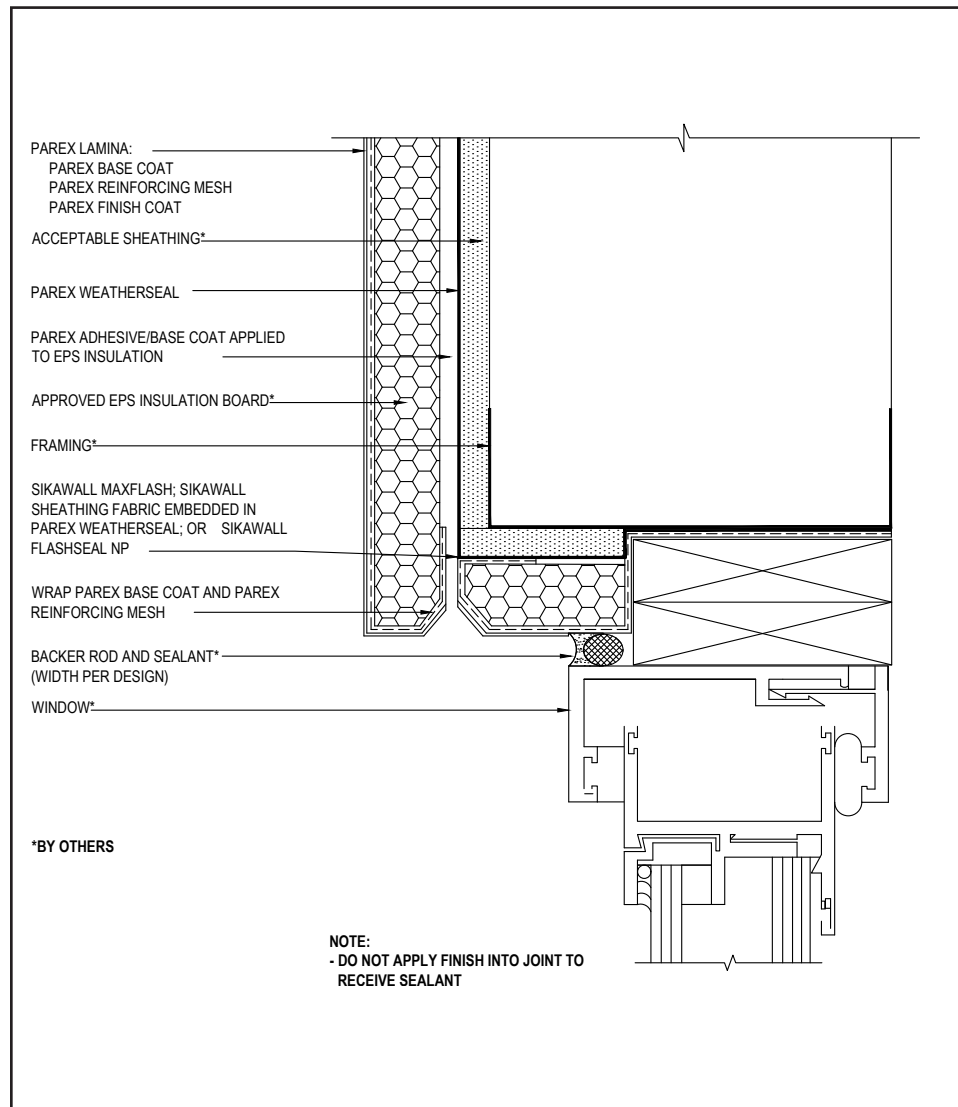 PAREX LAMINA:
PAREX BASE COAT
PAREX REINFORCING MESH
PAREX FINISH COAT
ACCEPTABLE SHEATHING*
PAREX WEATHERSEAL
PAREX ADHESIVE/BASE COAT APPLIED
TO EPS INSULATION
APPROVED EPS INSULATION BOARD*
FRAMING*
SIKAWALL MAXFLASH; SIKAWALL
SHEATHING FABRIC EMBEDDED IN
PAREX WEATHERSEAL; OR SIKAWALL
FLASHSEAL NP
WRAP PAREX BASE COAT AND PAREX
REINFORCING MESH
BACKER ROD AND SEALANT*
(WIDTH PER DESIGN)
WINDOW*
*BY OTHERS
NOTE:
- DO NOT APPLY FINISH INTO JOINT TO
RECEIVE SEALANT